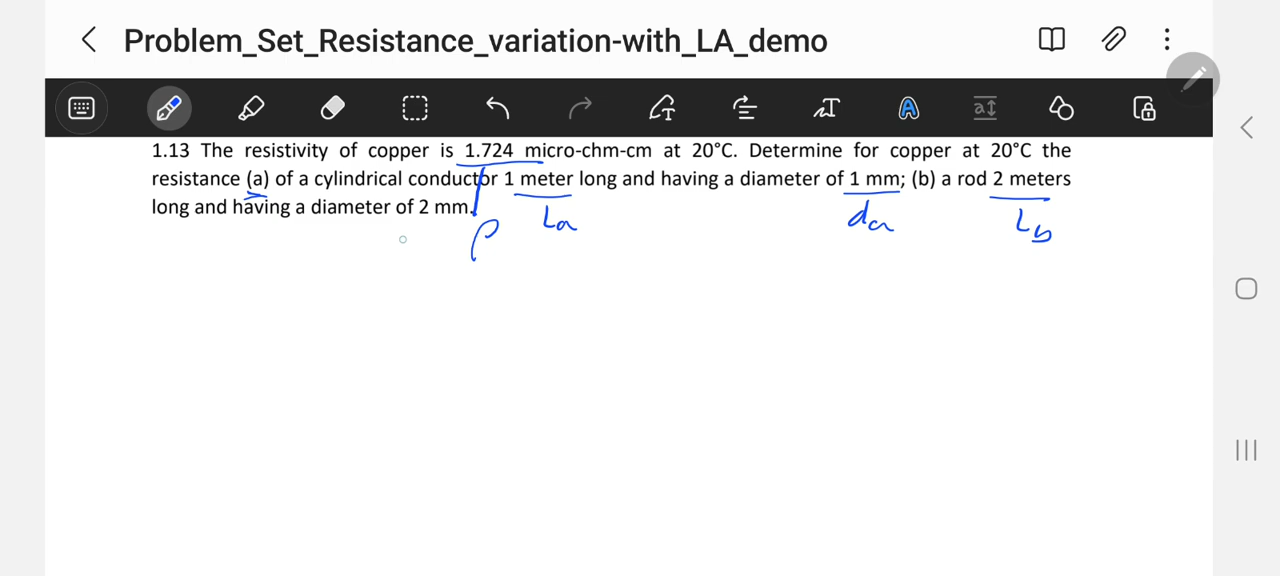 Problem_Set_Resistance_variation-with_LA_demo
1.13 The resistivity of copper is 1.724 micro-chm-cm at 20°C. Determine for copper at 20°C the
resistance (a) of a cylindrical conductor 1 meter long and having a diameter of 1 mm; (b) a rod 2 meters
long and having a diameter of 2 mm.
ρ La da Lb